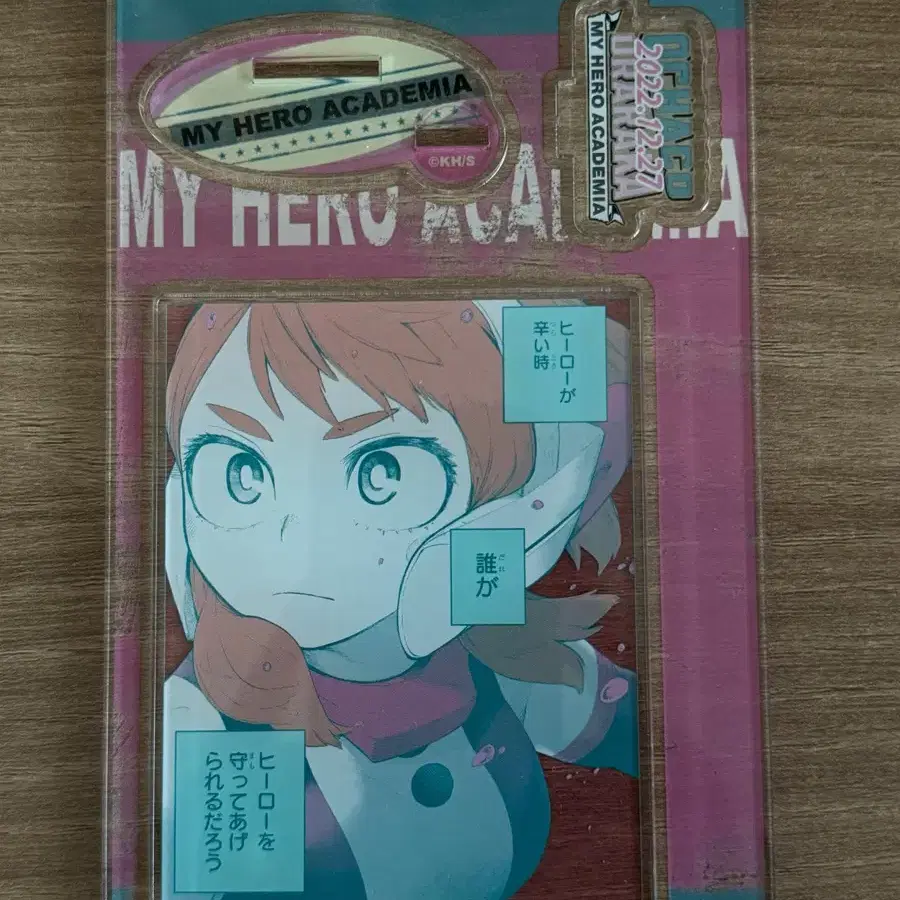 MY HERO ACADEMIA
©KH/S
OCHACO
URARAKA
2022.12.27
MY HERO ACADEMIA
MY HERO ACADEMIA
ヒーローが
辛い時
誰が
ヒーローを
守ってあげ
られるだろう